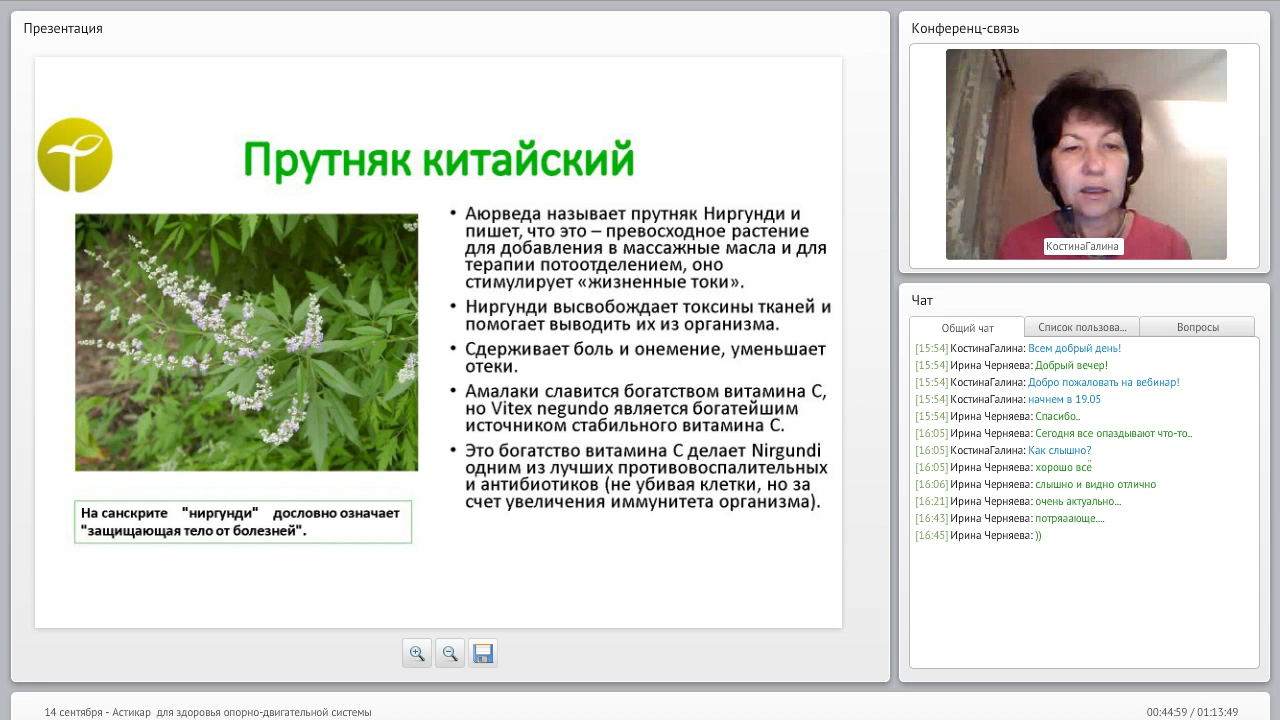 Презентация
Прутняк китайский
• Аюрведа называет прутняк Ниргунди и
пишет, что это – превосходное растение
для добавления в массажные масла и для
терапии потоотделением, оно
стимулирует «жизненные токи».
• Ниргунди высвобождает токсины тканей и
помогает выводить их из организма.
• Сдерживает боль и онемение, уменьшает
отеки.
• Амалаки славится богатством витамина С,
но Vitex negundo является богатейшим
источником стабильного витамина С.
• Это богатство витамина С делает Nirgundi
одним из лучших противовоспалительных
и антибиотиков (не убивая клетки, но за
счет увеличения иммунитета организма).
На санскрите "ниргунди" дословно означает
"защищающая тело от болезней".
Конференц-связь
КостинаГалина
Чат
Общий чат
Список пользова...
Вопросы
[15:54] КостинаГалина: Всем добрый день!
[15:54] Ирина Черняева: Добрый вечер!
[15:54] КостинаГалина: Добро пожаловать на вебинар!
[15:54] КостинаГалина: начнем в 19.05
[15:54] Ирина Черняева: Спасибо..
[16:05] Ирина Черняева: Сегодня все опаздывают что-то..
[16:05] КостинаГалина: Как слышно?
[16:05] Ирина Черняева: хорошо всё
[16:06] Ирина Черняева: слышно и видно отлично
[16:21] Ирина Черняева: очень актуально...
[16:43] Ирина Черняева: потряаающе....
[16:45] Ирина Черняева: ))
14 сентября - Астикар для здоровья опорно-двигательной системы
00:44:59 / 01:13:49